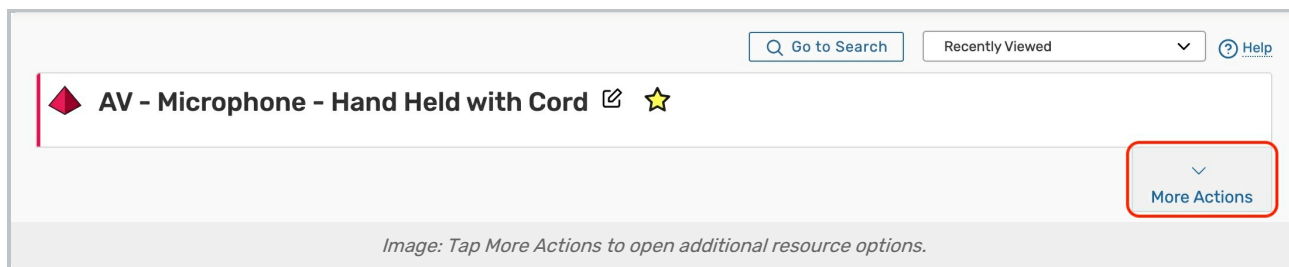 Go to Search
Recently Viewed
? Help
AV - Microphone - Hand Held with Cord
More Actions
Image: Tap More Actions to open additional resource options.